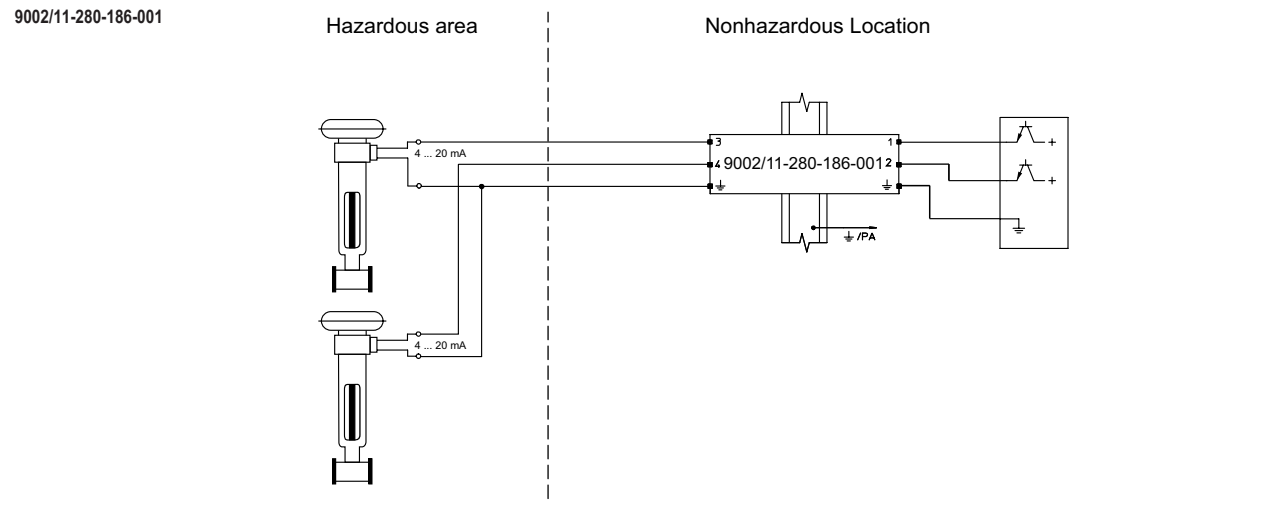 9002/11-280-186-001
Hazardous area
Nonhazardous Location
3
1
4 ... 20 mA
4
9002/11-280-186-001
2
/PA
4 ... 20 mA
+
+